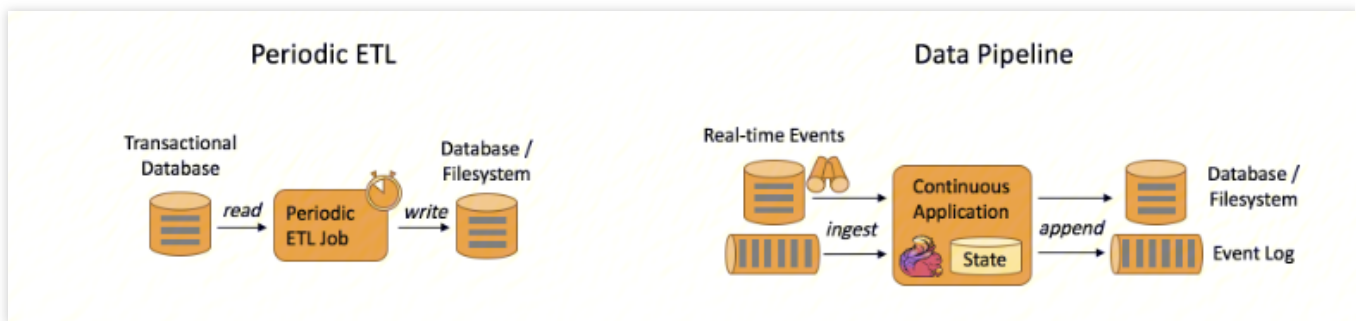 Periodic ETL
Transactional
Database
read
Periodic
ETL Job
write
Database /
Filesystem
Data Pipeline
Real-time Events
ingest
Continuous
Application
State
append
Database /
Filesystem
Event Log